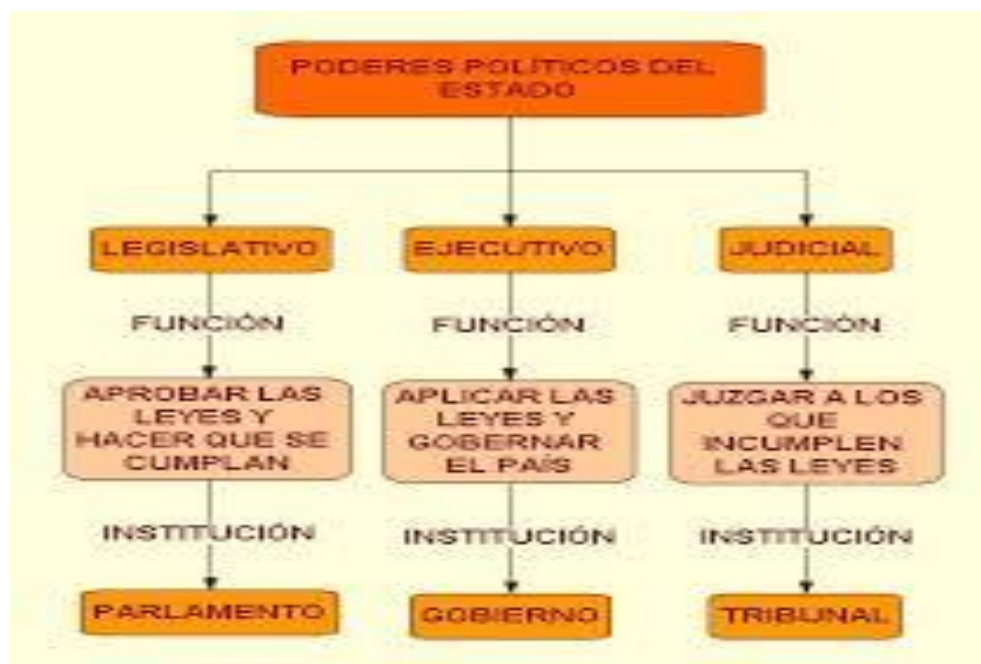 PODERES POLÍTICOS DEL
ESTADO
LEGISLATIVO
FUNCIÓN
APROBAR LAS
LEYES Y
HACER QUE SE
CUMPLAN
INSTITUCIÓN
PARLAMENTO
EJECUTIVO
FUNCIÓN
APLICAR LAS
LEYES Y
GOBERNAR
EL PAÍS
INSTITUCIÓN
GOBIERNO
JUDICIAL
FUNCIÓN
JUZGAR A LOS
QUE
INCUMPLEN
LAS LEYES
INSTITUCIÓN
TRIBUNAL